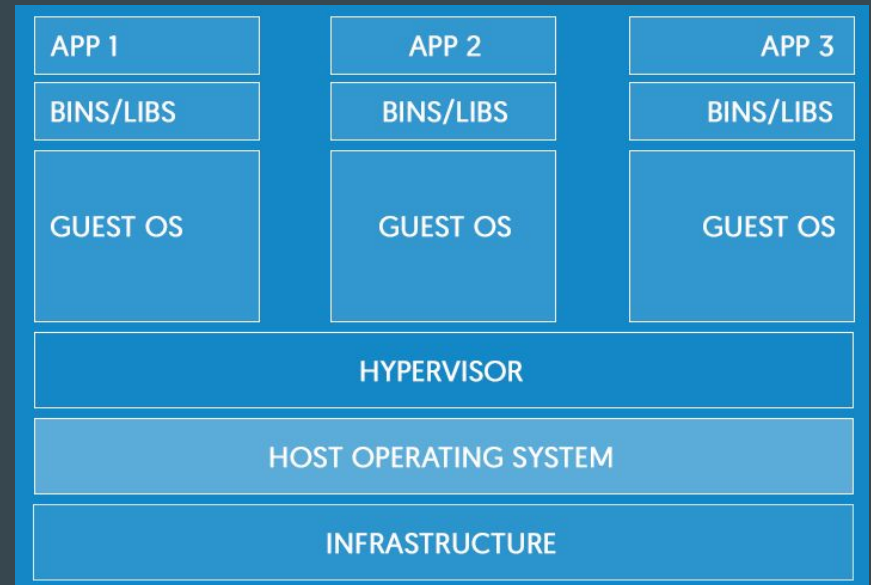 APP 1
APP 2
APP 3
BINS/LIBS
BINS/LIBS
BINS/LIBS
GUEST OS
GUEST OS
GUEST OS
HYPERVISOR
HOST OPERATING SYSTEM
INFRASTRUCTURE